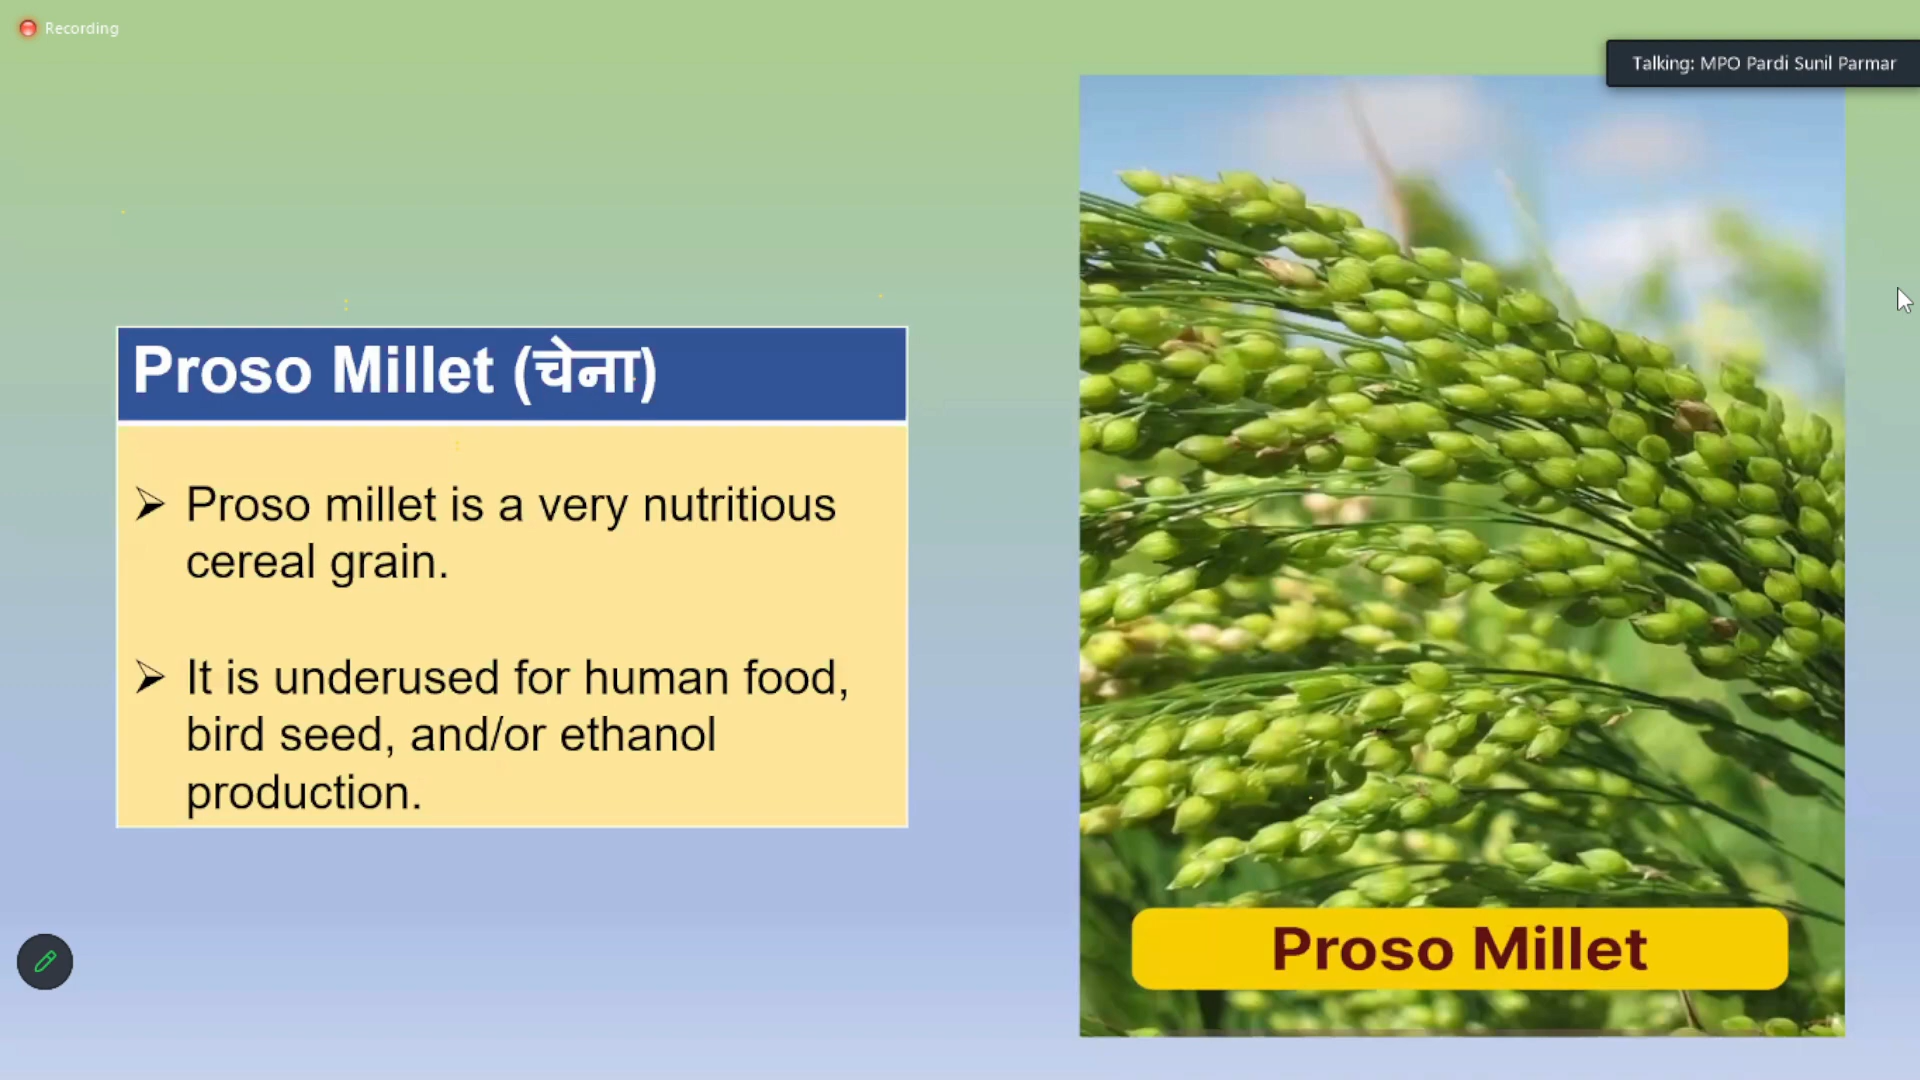 Recording
Talking: MPO Pardi Sunil Parmar
Proso Millet (चेना)
➢ Proso millet is a very nutritious
cereal grain.
➢ It is underused for human food,
bird seed, and/or ethanol
production.
Proso Millet